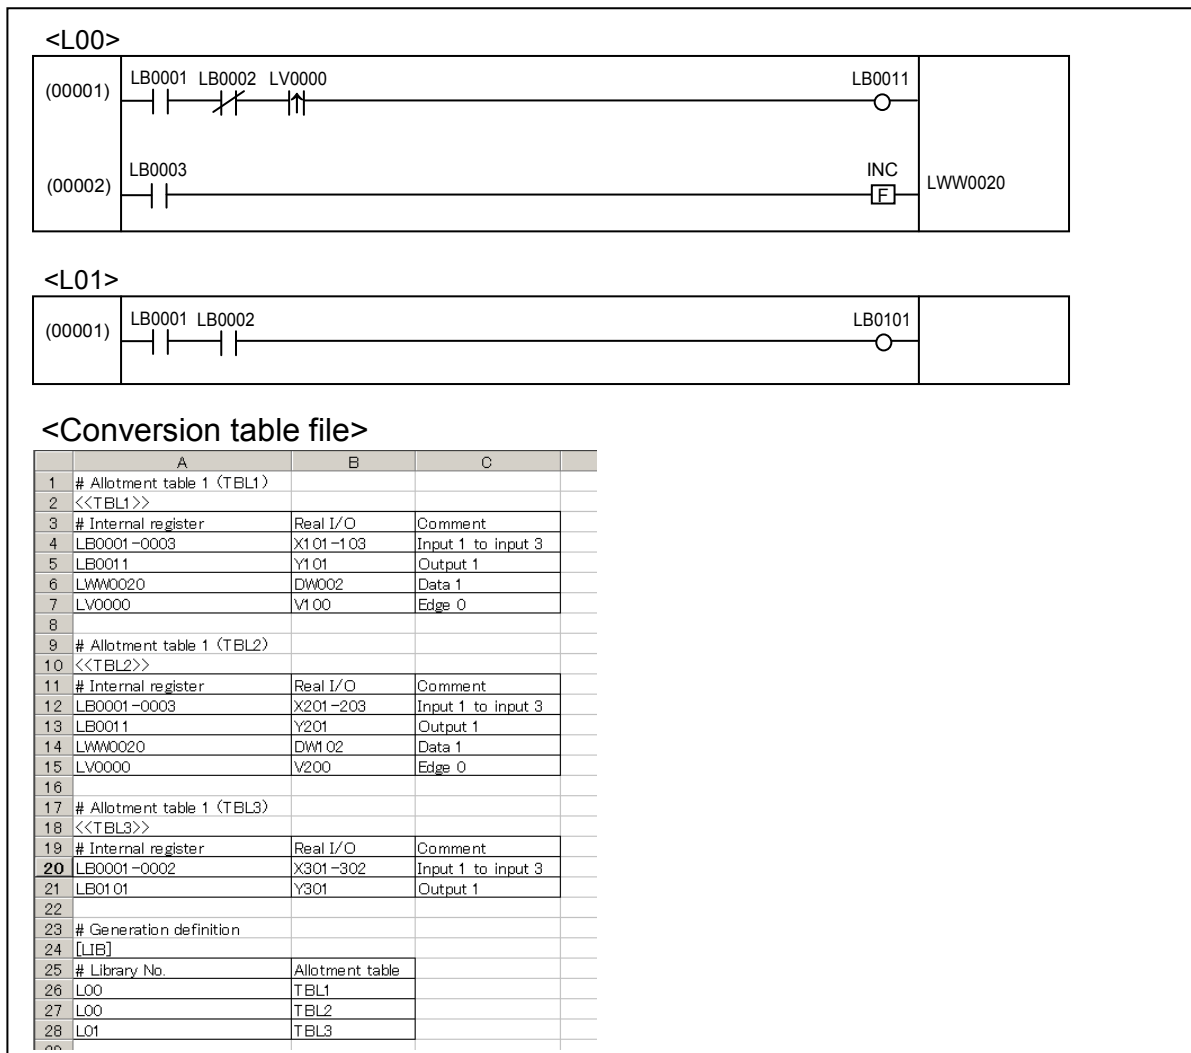 <L00>
(00001) LB0001 LB0002 LV0000 LB0011
(00002) LB0003 INC F LWW0020
<L01>
(00001) LB0001 LB0002 LB0101
<Conversion table file>
A B C
1 # Allotment table 1 (TBL1)
2 <<TBL1>>
3 # Internal register Real I/O Comment
4 LB0001-0003 X101-103 Input 1 to input 3
5 LB0011 Y101 Output 1
6 LWW0020 DW002 Data 1
7 LV0000 V100 Edge 0
8
9 # Allotment table 1 (TBL2)
10 <<TBL2>>
11 # Internal register Real I/O Comment
12 LB0001-0003 X201-203 Input 1 to input 3
13 LB0011 Y201 Output 1
14 LWW0020 DW102 Data 1
15 LV0000 V200 Edge 0
16
17 # Allotment table 1 (TBL3)
18 <<TBL3>>
19 # Internal register Real I/O Comment
20 LB0001-0002 X301-302 Input 1 to input 3
21 LB0101 Y301 Output 1
22
23 # Generation definition
24 [LIB]
25 # Library No. Allotment table
26 L00 TBL1
27 L00 TBL2
28 L01 TBL3